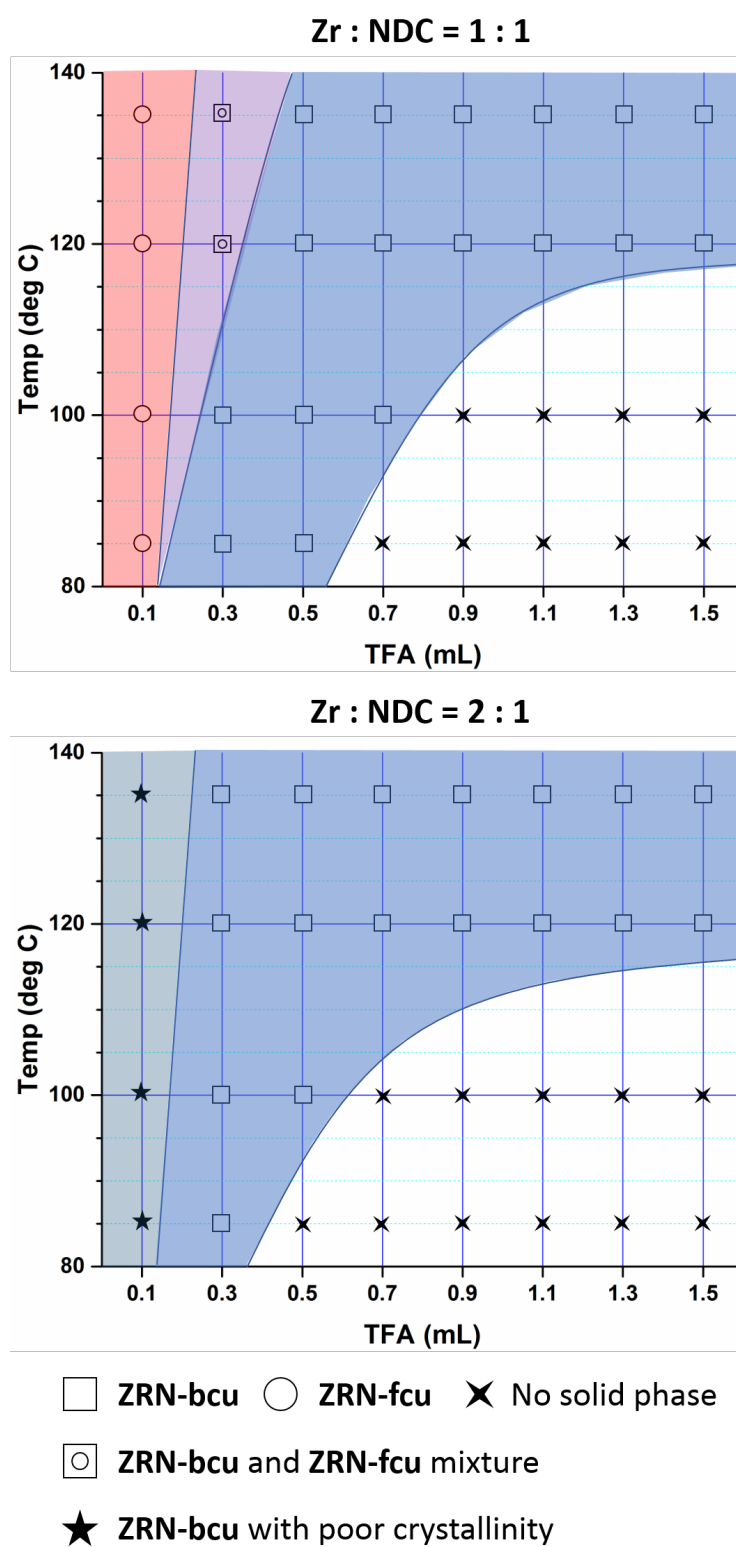 Zr : NDC = 1 : 1
140
120
100
80
Temp (deg C)
0.1 0.3 0.5 0.7 0.9 1.1 1.3 1.5
TFA (mL)
Zr : NDC = 2 : 1
140
120
100
80
Temp (deg C)
0.1 0.3 0.5 0.7 0.9 1.1 1.3 1.5
TFA (mL)
ZRN-bcu ZRN-fcu No solid phase
ZRN-bcu and ZRN-fcu mixture
ZRN-bcu with poor crystallinity